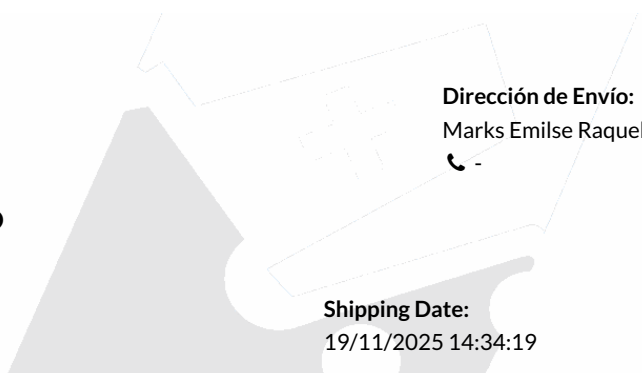 Dirección de Envío:
Marks Emilse Raquel
-
Shipping Date:
19/11/2025 14:34:19